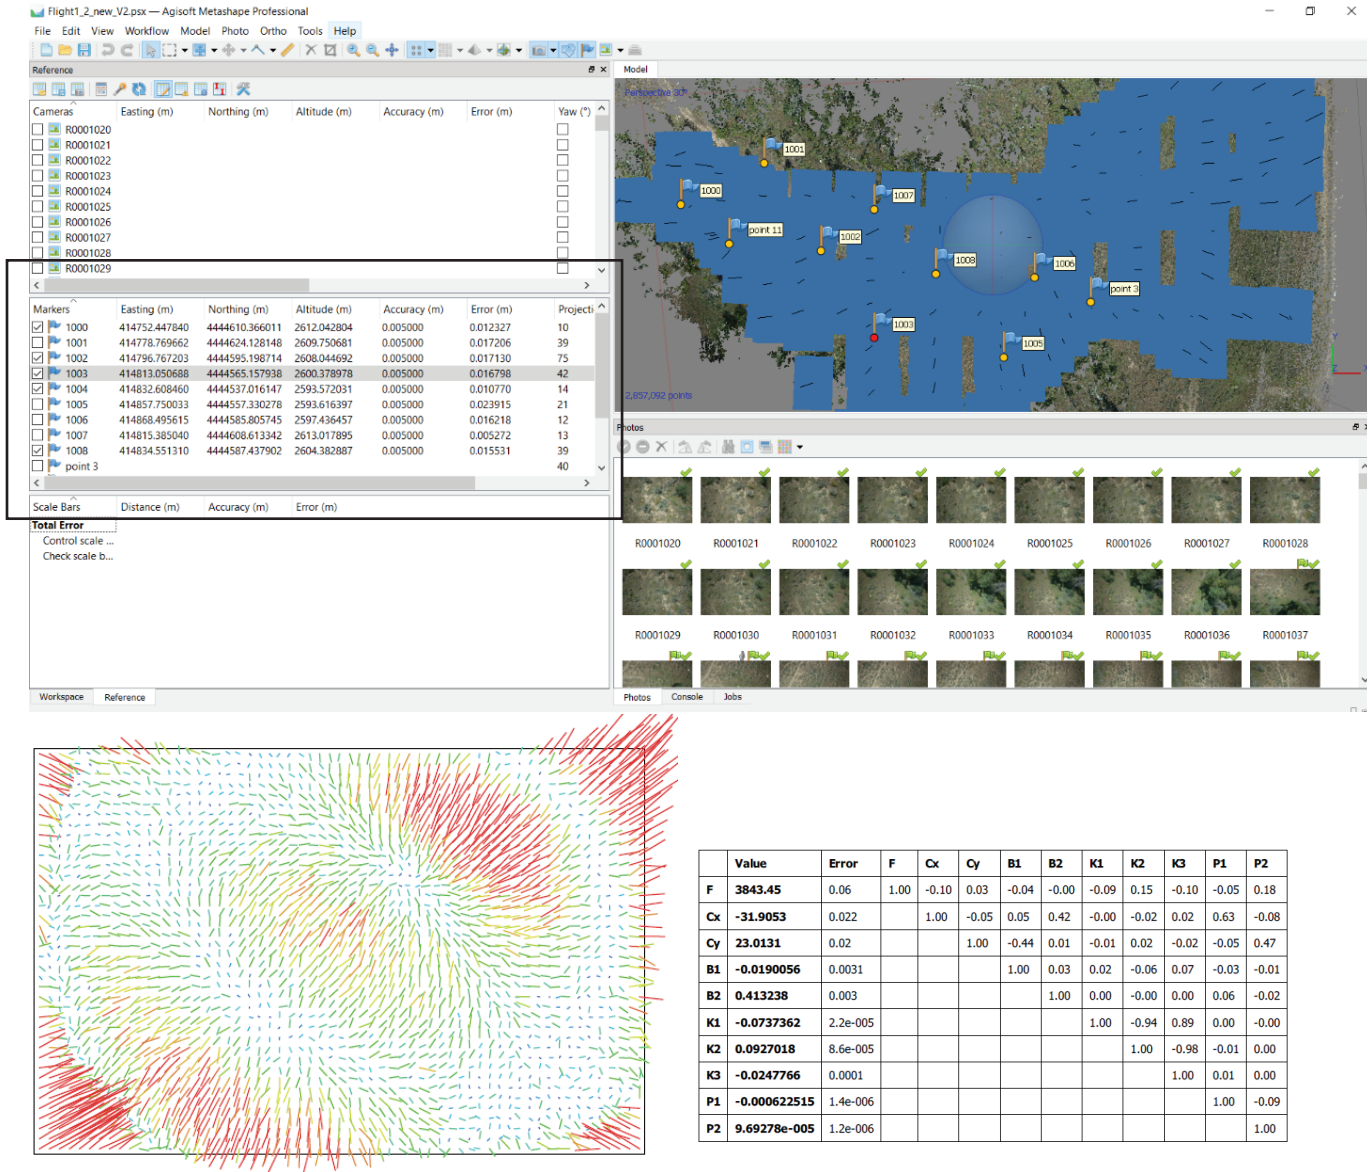 Flight1_2_new_V2.psx — Agisoft Metashape Professional
File Edit View Workflow Model Photo Ortho Tools Help
Reference
Cameras Easting (m) Northing (m) Altitude (m) Accuracy (m) Error (m) Yaw (°)
R0001020
R0001021
R0001022
R0001023
R0001024
R0001025
R0001026
R0001027
R0001028
R0001029
Markers Easting (m) Northing (m) Altitude (m) Accuracy (m) Error (m) Projecti
1000 414752.447840 4444610.366011 2612.042804 0.005000 0.012327 10
1001 414778.769662 4444624.128148 2609.750681 0.005000 0.017206 39
1002 414796.767203 4444595.198714 2608.044692 0.005000 0.017130 75
1003 414813.050688 4444565.157938 2600.378978 0.005000 0.016798 42
1004 414832.608460 4444537.016147 2593.572031 0.005000 0.010770 14
1005 414857.750033 4444557.330278 2593.616397 0.005000 0.023915 21
1006 414868.495615 4444585.805745 2597.436457 0.005000 0.016218 12
1007 414815.385040 4444608.613342 2613.017895 0.005000 0.005272 13
1008 414834.551310 4444587.437902 2604.382887 0.005000 0.015531 39
point 3 40
Scale Bars Distance (m) Accuracy (m) Error (m)
Total Error
Control scale ...
Check scale b...
Workspace Reference
Model
Perspective 30°
1001
1000
1007
point 11
1002
1008
1006
point 3
1003
1005
2,857,092 points
Y
Photos
R0001020 R0001021 R0001022 R0001023 R0001024 R0001025 R0001026 R0001027 R0001028
R0001029 R0001030 R0001031 R0001032 R0001033 R0001034 R0001035 R0001036 R0001037
Photos Console Jobs
Value Error F Cx Cy B1 B2 K1 K2 K3 P1 P2
F 3843.45 0.06 1.00 -0.10 0.03 -0.04 -0.00 -0.09 0.15 -0.10 -0.05 0.18
Cx -31.9053 0.022 1.00 -0.05 0.05 0.42 -0.00 -0.02 0.02 0.63 -0.08
Cy 23.0131 0.02 1.00 -0.44 0.01 -0.01 0.02 -0.02 -0.05 0.47
B1 -0.0190056 0.0031 1.00 0.03 0.02 -0.06 0.07 -0.03 -0.01
B2 0.413238 0.003 1.00 0.00 -0.00 0.00 0.06 -0.02
K1 -0.0737362 2.2e-005 1.00 -0.94 0.89 0.00 -0.00
K2 0.0927018 8.6e-005 1.00 -0.98 -0.01 0.00
K3 -0.0247766 0.0001 1.00 0.01 0.00
P1 -0.000622515 1.4e-006 1.00 -0.09
P2 9.69278e-005 1.2e-006 1.00